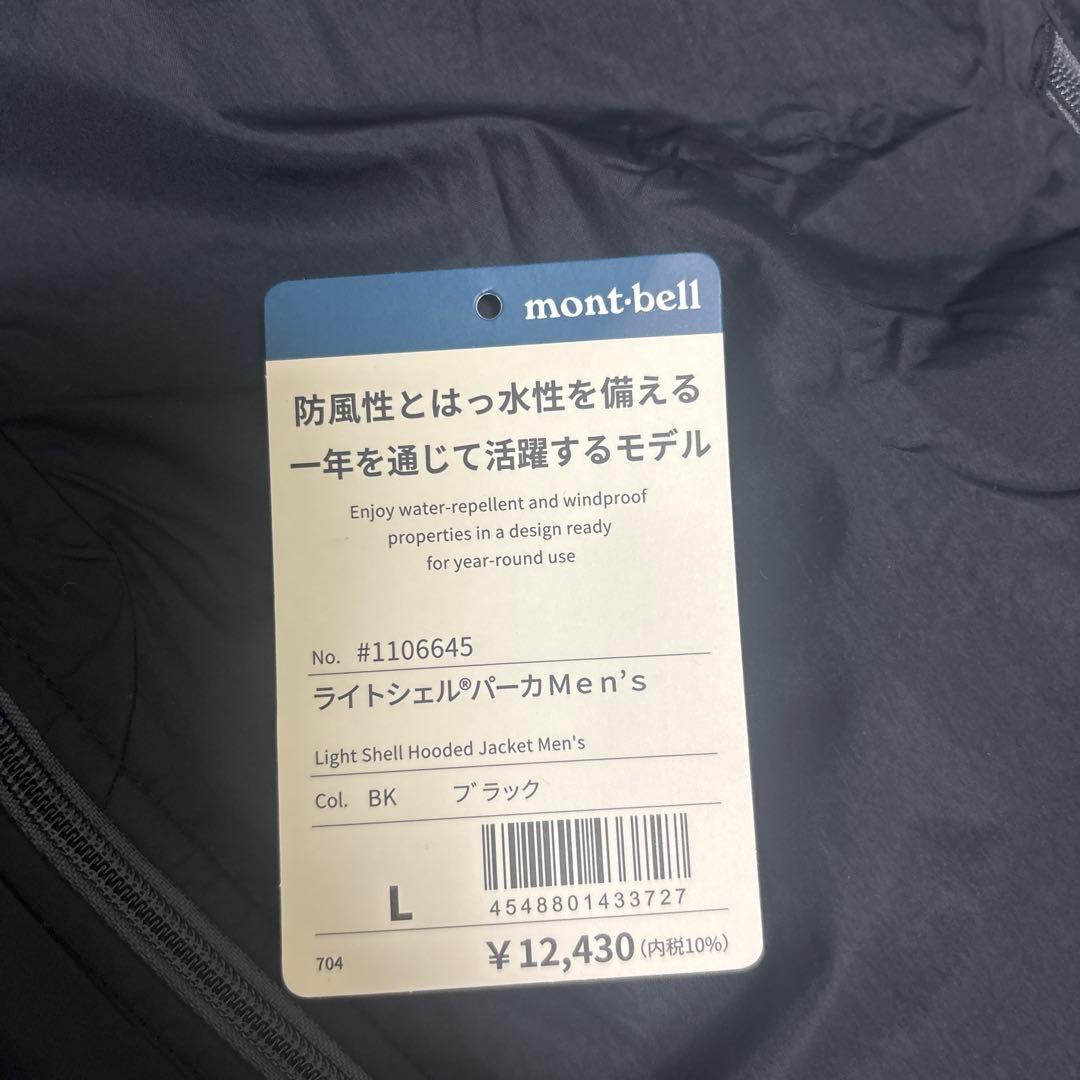 mont·bell
防風性とはっ水性を備える
一年を通じて活躍するモデル
Enjoy water-repellent and windproof
properties in a design ready
for year-round use
No. #1106645
ライトシェル®パーカMen's
Light Shell Hooded Jacket Men's
Col. BK ブラック
L
4548801433727
704 ¥12,430(内税10%)